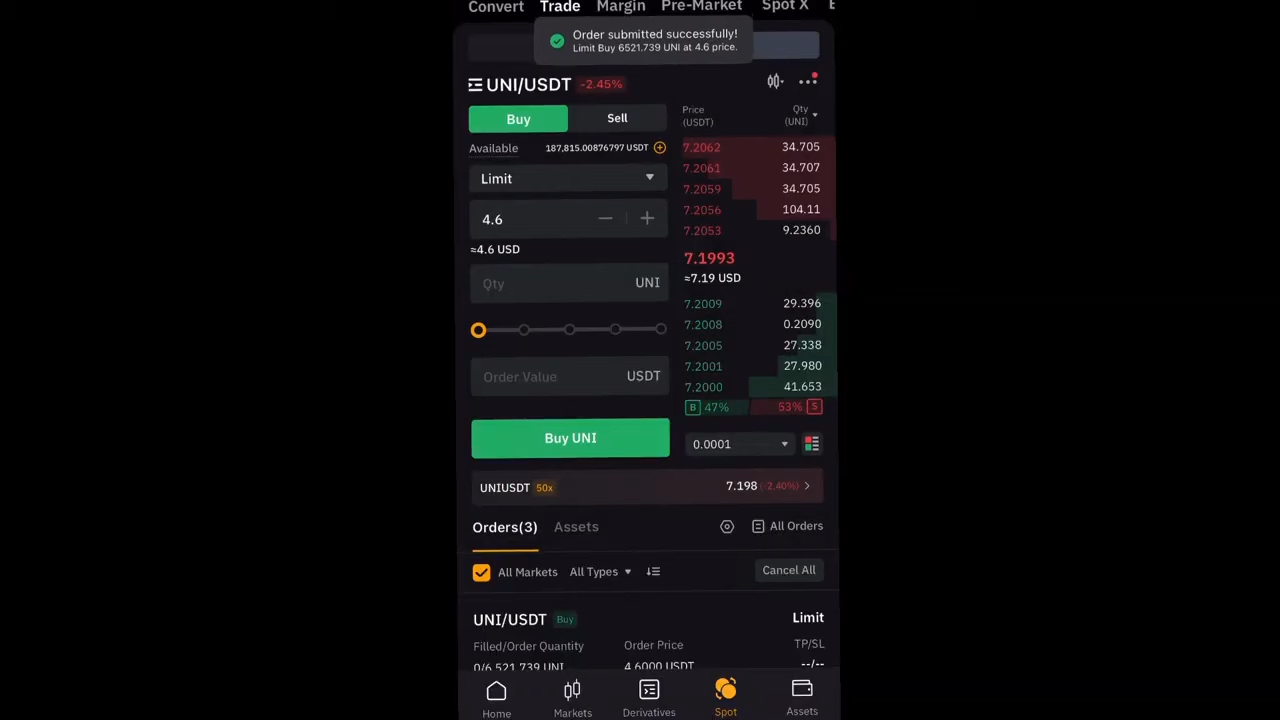 Convert Trade Margin Pre-Market Spot X
Order submitted successfully!
Limit Buy 6521.739 UNI at 4.6 price.
UNI/USDT -2.45%
Buy Sell
Available 187,815.00876797 USDT
Limit
4.6
≈4.6 USD
Qty UNI
Order Value USDT
Buy UNI
Price Qty
(USDT) (UNI)
7.2062 34.705
7.2061 34.707
7.2059 34.705
7.2056 104.11
7.2053 9.2360
7.1993
≈7.19 USD
7.2009 29.396
7.2008 0.2090
7.2005 27.338
7.2001 27.980
7.2000 41.653
B 47% 53% S
0.0001
UNIUSDT 50x 7.198 (-2.40%)
Orders(3) Assets All Orders
All Markets All Types Cancel All
UNI/USDT Buy Limit
Filled/Order Quantity Order Price TP/SL
0/6,521.739 UNI 4.6000 USDT --/--
Home Markets Derivatives Spot Assets